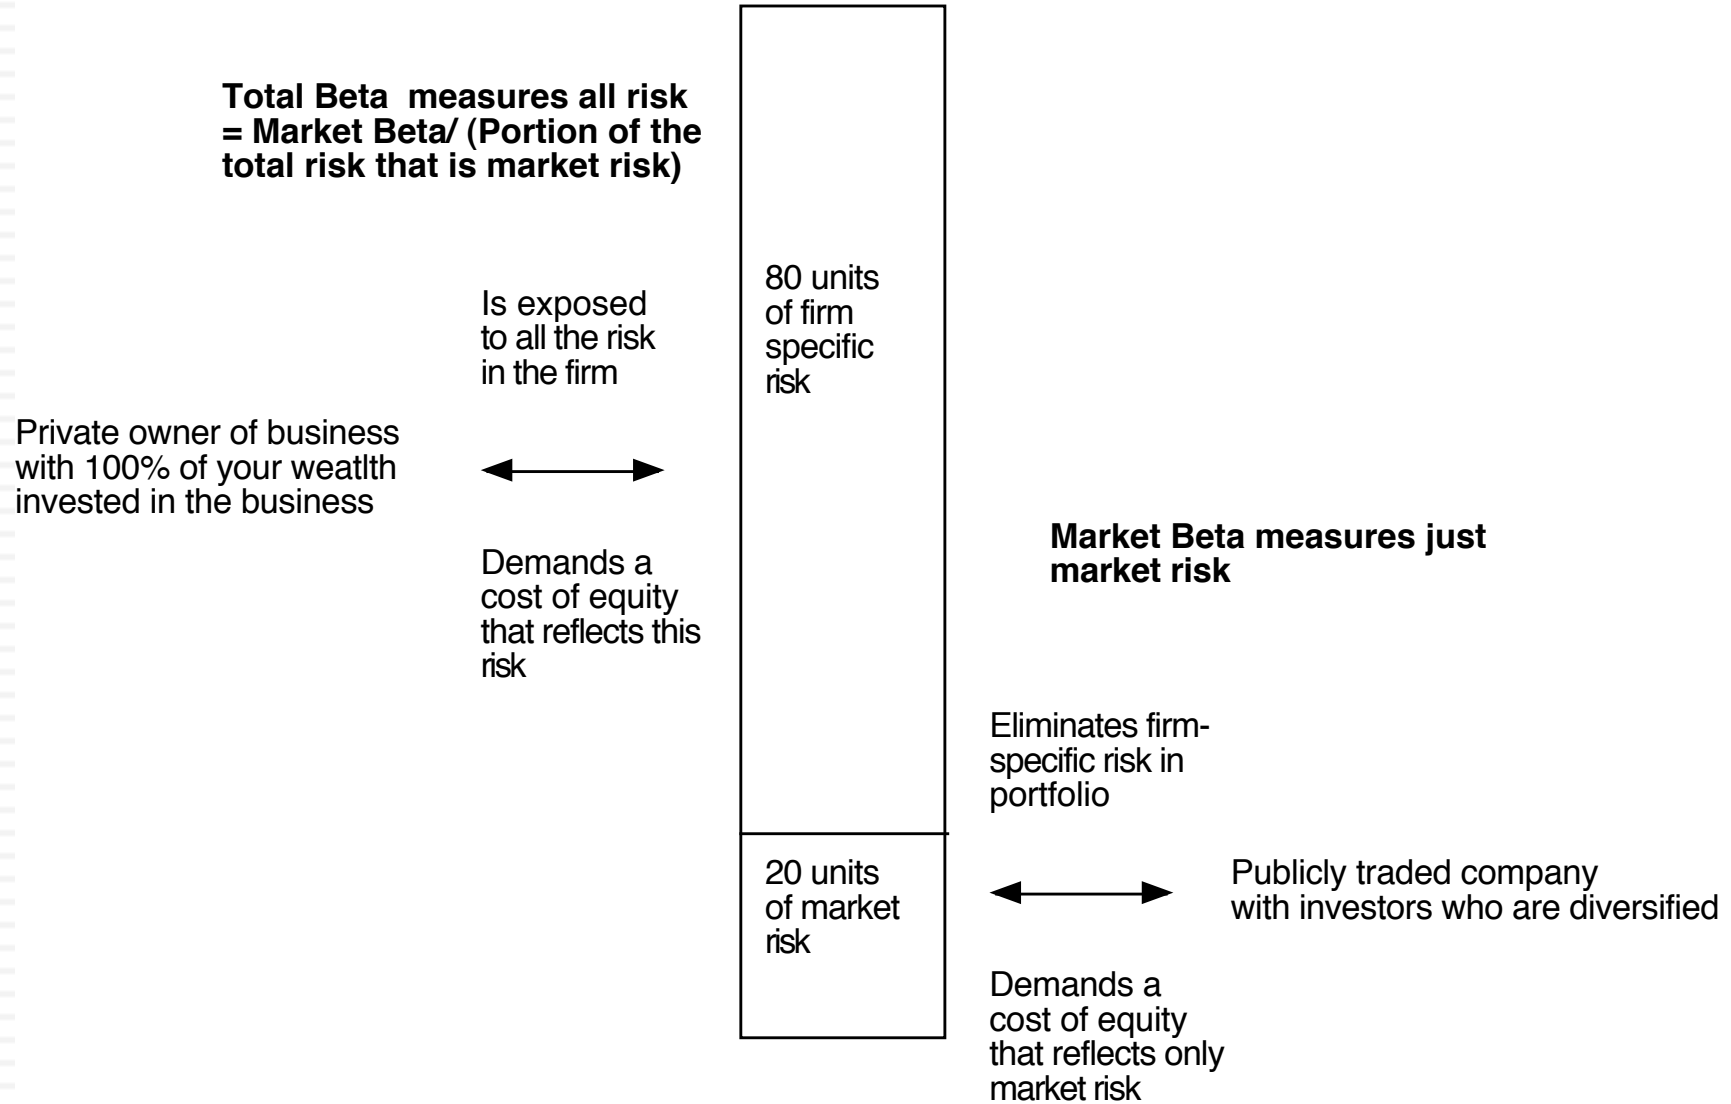 Total Beta  measures all risk
= Market Beta/ (Portion of the
total risk that is market risk)
80 units
of firm
specific
risk
Is exposed
to all the risk
in the firm
Private owner of business
with 100% of your weatlth
invested in the business
Demands a
cost of equity
that reflects this
risk
Market Beta measures just
market risk
Eliminates firm-
specific risk in
portfolio
20 units
of market
risk
Publicly traded company
with investors who are diversified
Demands a
cost of equity
that reflects only
market risk